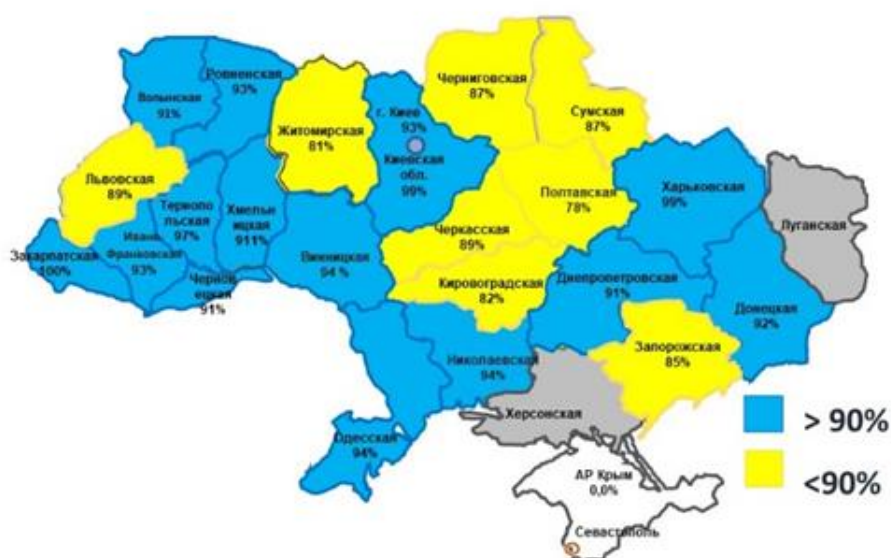 Волынская
91%
Ровненская
93%
Житомирская
81%
г. Киев
93%
Киевская
обл.
99%
Черниговская
87%
Сумская
87%
Львовская
89%
Терпопо
льская
97%
Хмельн
ицкая
911%
Ивано
Франковская
93%
Закарпатская
100%
Чернов
ецкая
91%
Винницкая
94 %
Черкасская
89%
Полтавская
78%
Харьковская
99%
Луганская
Кировоградская
82%
Днепропетровская
91%
Донецкая
92%
Николаевская
94%
Запорожская
85%
Херсонская
Одесская
94%
АР Крым
0,0%
Севастополь
> 90%
<90%